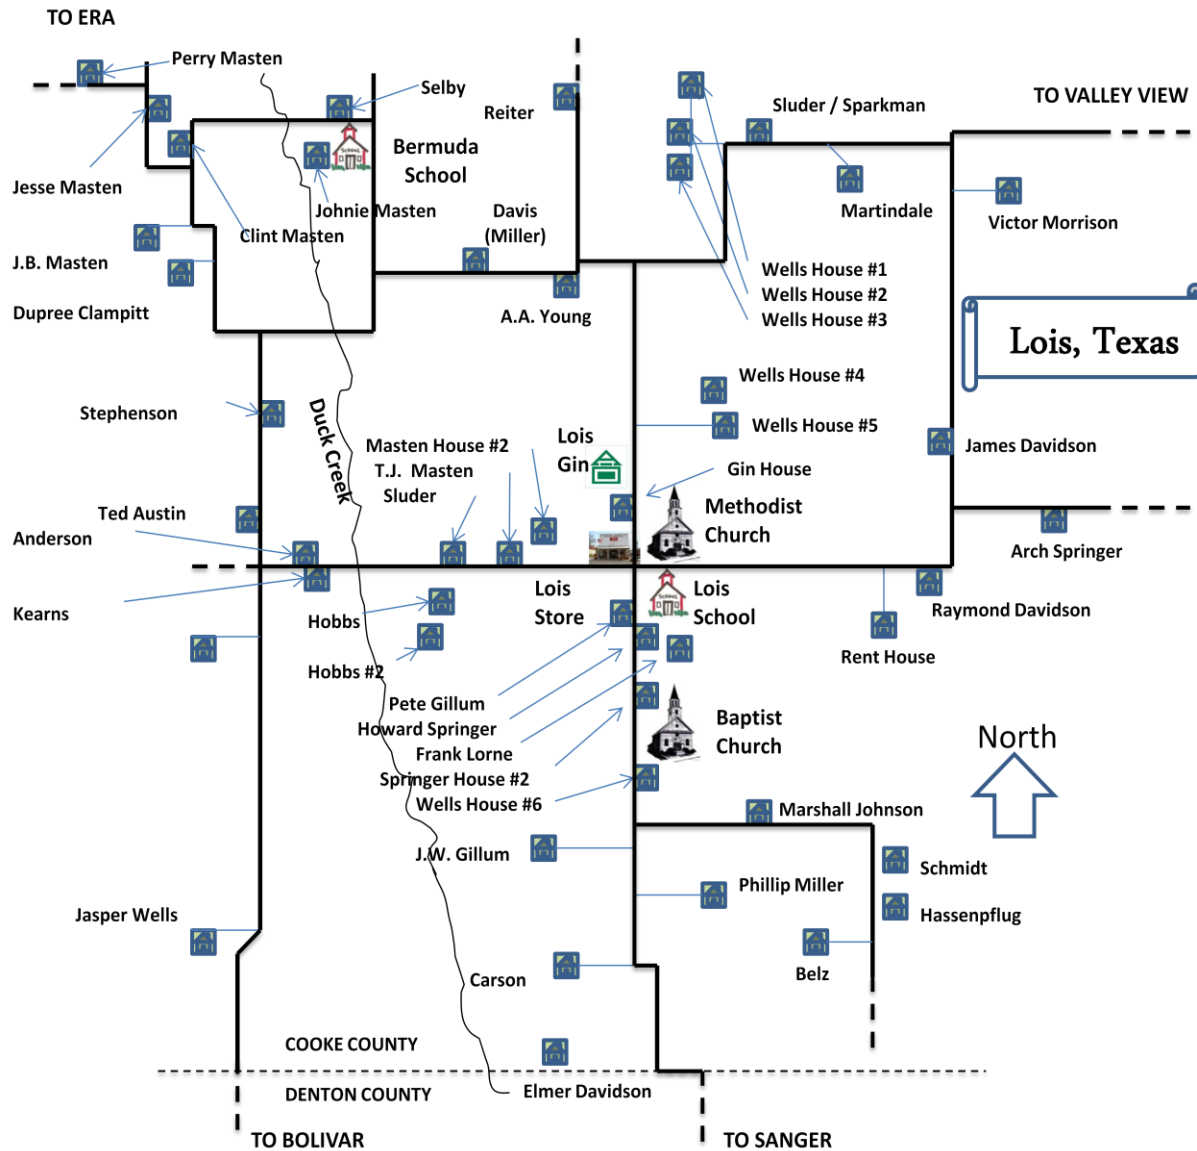 TO ERA
Perry Masten
Selby
Reiter
Sluder / Sparkman
TO VALLEY VIEW
Bermuda
School
Jesse Masten
Johnie Masten
Davis
(Miller)
Martindale
Victor Morrison
Clint Masten
J.B. Masten
Wells House #1
Wells House #2
Wells House #3
Dupree Clampitt
A.A. Young
Lois, Texas
Wells House #4
Stephenson
Duck Creek
Wells House #5
Masten House #2
T.J. Masten
Sluder
Lois
Gin
James Davidson
Gin House
Methodist
Church
Ted Austin
Anderson
Arch Springer
Kearns
Hobbs
Lois
Store
Lois
School
Raymond Davidson
Rent House
Hobbs #2
Pete Gillum
Howard Springer
Frank Lorne
Springer House #2
Wells House #6
Baptist
Church
North
Marshall Johnson
J.W. Gillum
Schmidt
Phillip Miller
Hassenpflug
Jasper Wells
Belz
Carson
COOKE COUNTY
DENTON COUNTY
Elmer Davidson
TO BOLIVAR
TO SANGER
SCHOOL
SCHOOL